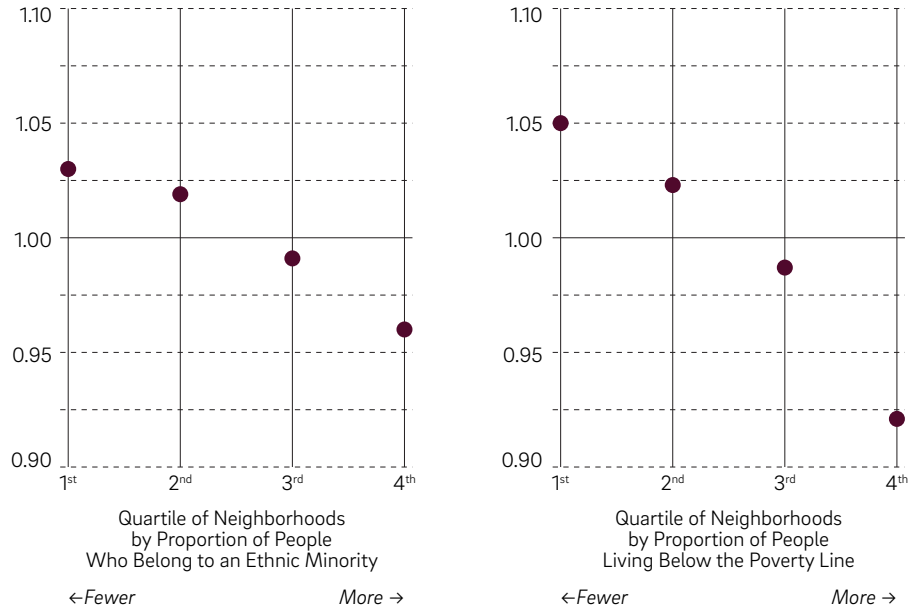 1.10
1.05
1.00
0.95
0.90
1st
2nd
3rd
4th
Quartile of Neighborhoods
by Proportion of People
Who Belong to an Ethnic Minority
←Fewer
More →
1.10
1.05
1.00
0.95
0.90
1st
2nd
3rd
4th
Quartile of Neighborhoods
by Proportion of People
Living Below the Poverty Line
←Fewer
More →